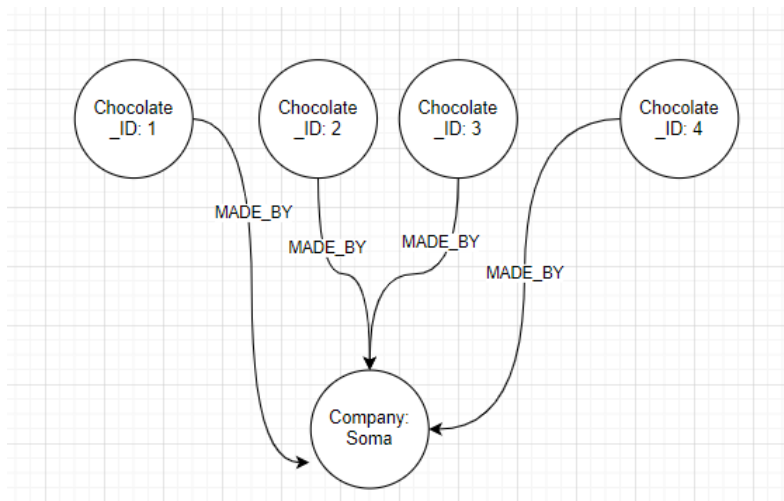 Chocolate
_ID: 1
Chocolate
_ID: 2
Chocolate
_ID: 3
Chocolate
_ID: 4
MADE_BY
MADE_BY
MADE_BY
MADE_BY
Company:
Soma